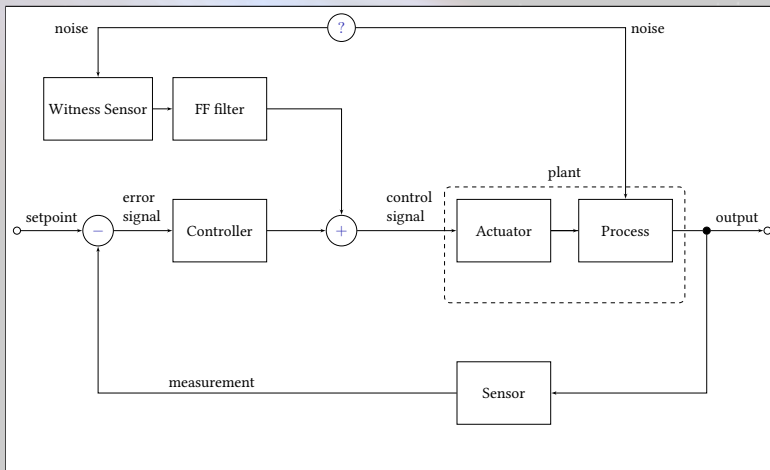 noise
?
noise
Witness Sensor
FF filter
plant
setpoint
−
error
signal
Controller
+
control
signal
Actuator
Process
output
measurement
Sensor